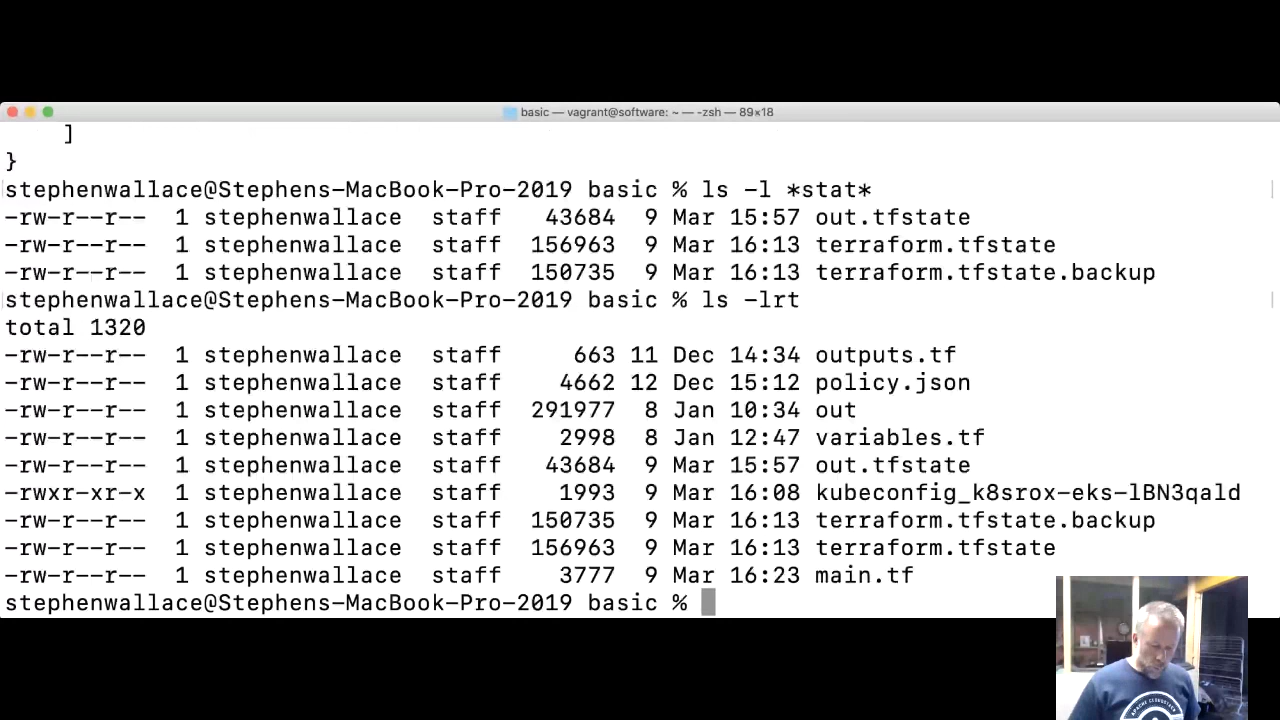 basic — vagrant@software: ~ — -zsh — 89×18
]
}
stephenwallace@Stephens-MacBook-Pro-2019 basic % ls -l *stat*
-rw-r--r-- 1 stephenwallace staff 43684 9 Mar 15:57 out.tfstate
-rw-r--r-- 1 stephenwallace staff 156963 9 Mar 16:13 terraform.tfstate
-rw-r--r-- 1 stephenwallace staff 150735 9 Mar 16:13 terraform.tfstate.backup
stephenwallace@Stephens-MacBook-Pro-2019 basic % ls -lrt
total 1320
-rw-r--r-- 1 stephenwallace staff 663 11 Dec 14:34 outputs.tf
-rw-r--r-- 1 stephenwallace staff 4662 12 Dec 15:12 policy.json
-rw-r--r-- 1 stephenwallace staff 291977 8 Jan 10:34 out
-rw-r--r-- 1 stephenwallace staff 2998 8 Jan 12:47 variables.tf
-rw-r--r-- 1 stephenwallace staff 43684 9 Mar 15:57 out.tfstate
-rwxr-xr-x 1 stephenwallace staff 1993 9 Mar 16:08 kubeconfig_k8srox-eks-lBN3qald
-rw-r--r-- 1 stephenwallace staff 150735 9 Mar 16:13 terraform.tfstate.backup
-rw-r--r-- 1 stephenwallace staff 156963 9 Mar 16:13 terraform.tfstate
-rw-r--r-- 1 stephenwallace staff 3777 9 Mar 16:23 main.tf
stephenwallace@Stephens-MacBook-Pro-2019 basic %
APACHE CLOUDSTACK